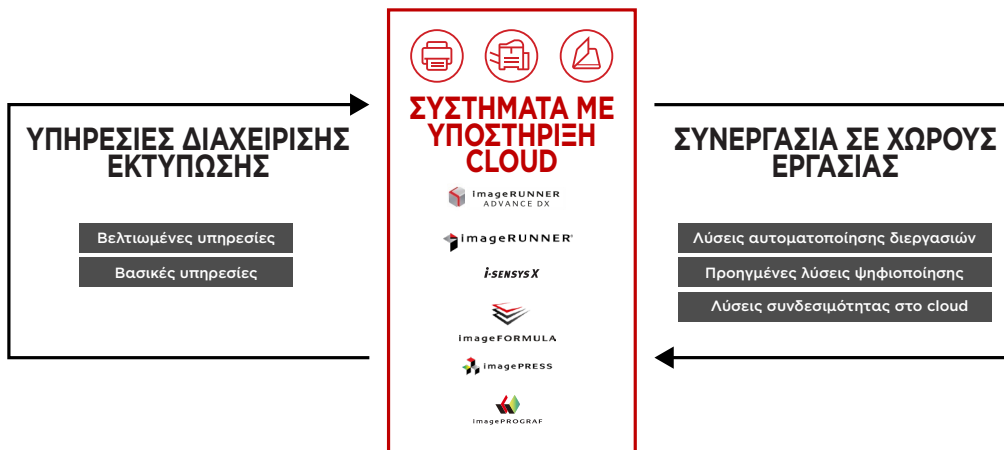 ΥΠΗΡΕΣΙΕΣ ΔΙΑΧΕΙΡΙΣΗΣ
ΕΚΤΥΠΩΣΗΣ
Βελτιωμένες υπηρεσίες
Βασικές υπηρεσίες
ΣΥΣΤΗΜΑΤΑ ΜΕ
ΥΠΟΣΤΗΡΙΞΗ
CLOUD
imageRUNNER
ADVANCE DX
imageRUNNER
i-SENSYS X
imageFORMULA
imagePRESS
imagePROGRAF
ΣΥΝΕΡΓΑΣΙΑ ΣΕ ΧΩΡΟΥΣ
ΕΡΓΑΣΙΑΣ
Λύσεις αυτοματοποίησης διεργασιών
Προηγμένες λύσεις ψηφιοποίησης
Λύσεις συνδεσιμότητας στο cloud